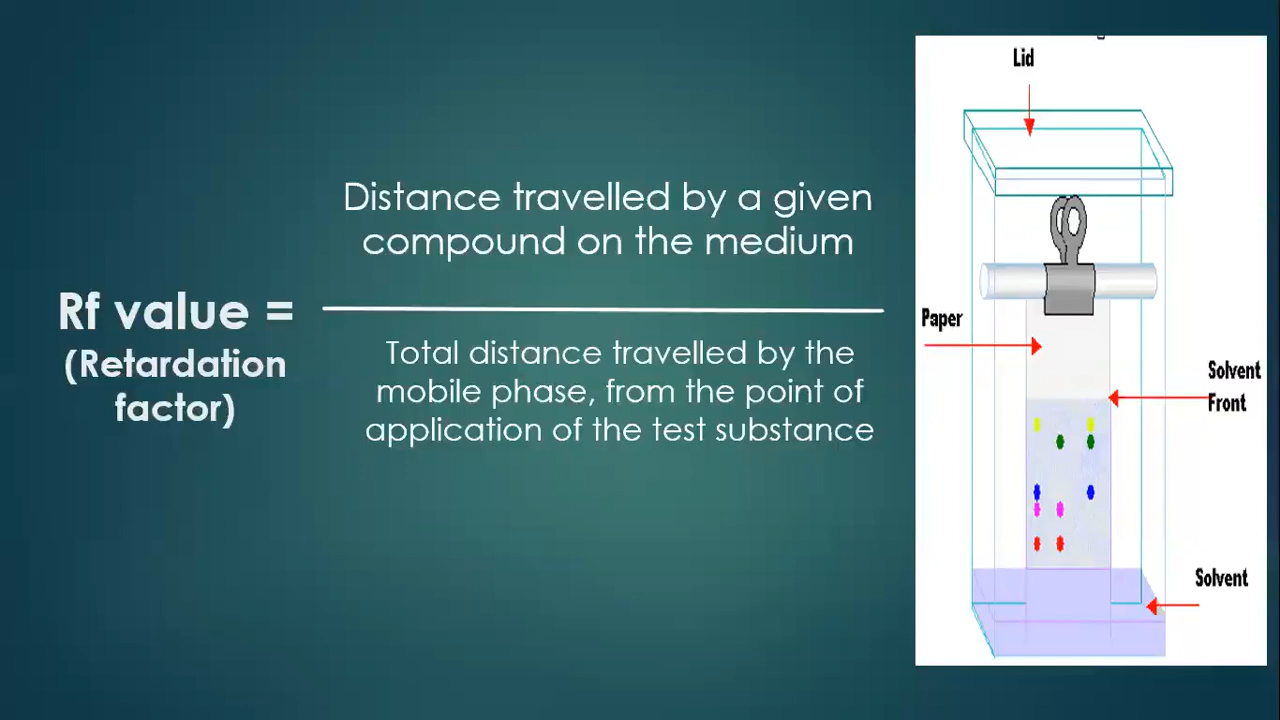 Distance travelled by a given
compound on the medium
Rf value =
(Retardation
factor)
Total distance travelled by the
mobile phase, from the point of
application of the test substance
Lid
Paper
Solvent
Front
Solvent